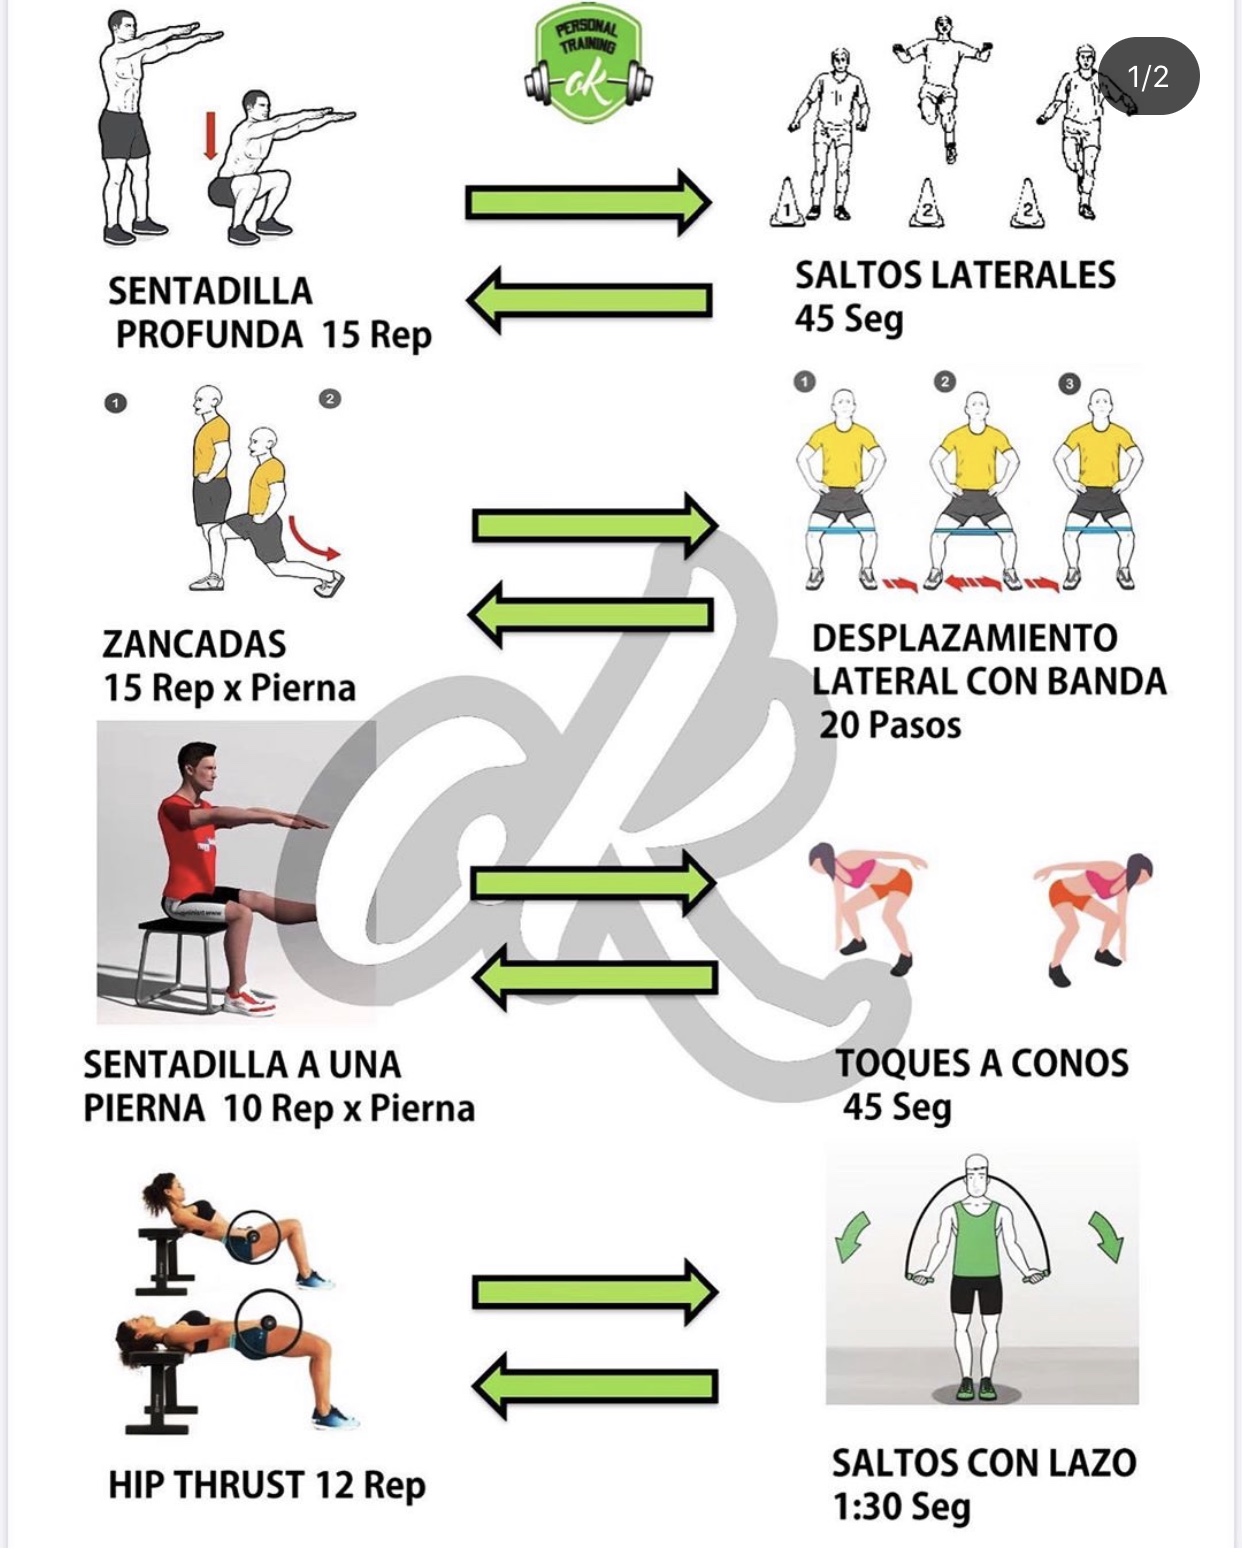 PERSONAL
TRAINING
ok
1/2
1
2
2
SENTADILLA
PROFUNDA 15 Rep
SALTOS LATERALES
45 Seg
1
2
1
2
3
ZANCADAS
15 Rep x Pierna
DESPLAZAMIENTO
LATERAL CON BANDA
20 Pasos
ok
SENTADILLA A UNA
PIERNA 10 Rep x Pierna
TOQUES A CONOS
45 Seg
HIP THRUST 12 Rep
SALTOS CON LAZO
1:30 Seg